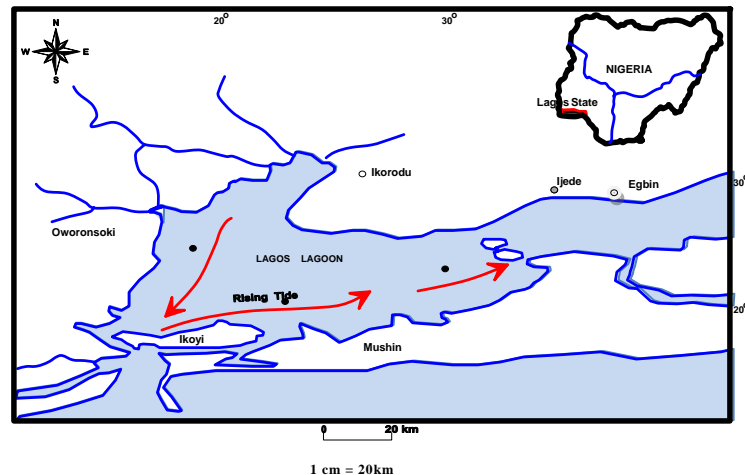 20°
30°
N
W E
S
NIGERIA
Lagos State
Ikorodu
Ijede
Egbin
30°
Oworonsoki
LAGOS LAGOON
Rising Tide
20°
Ikoyi
Mushin
0 20 km
1 cm = 20km